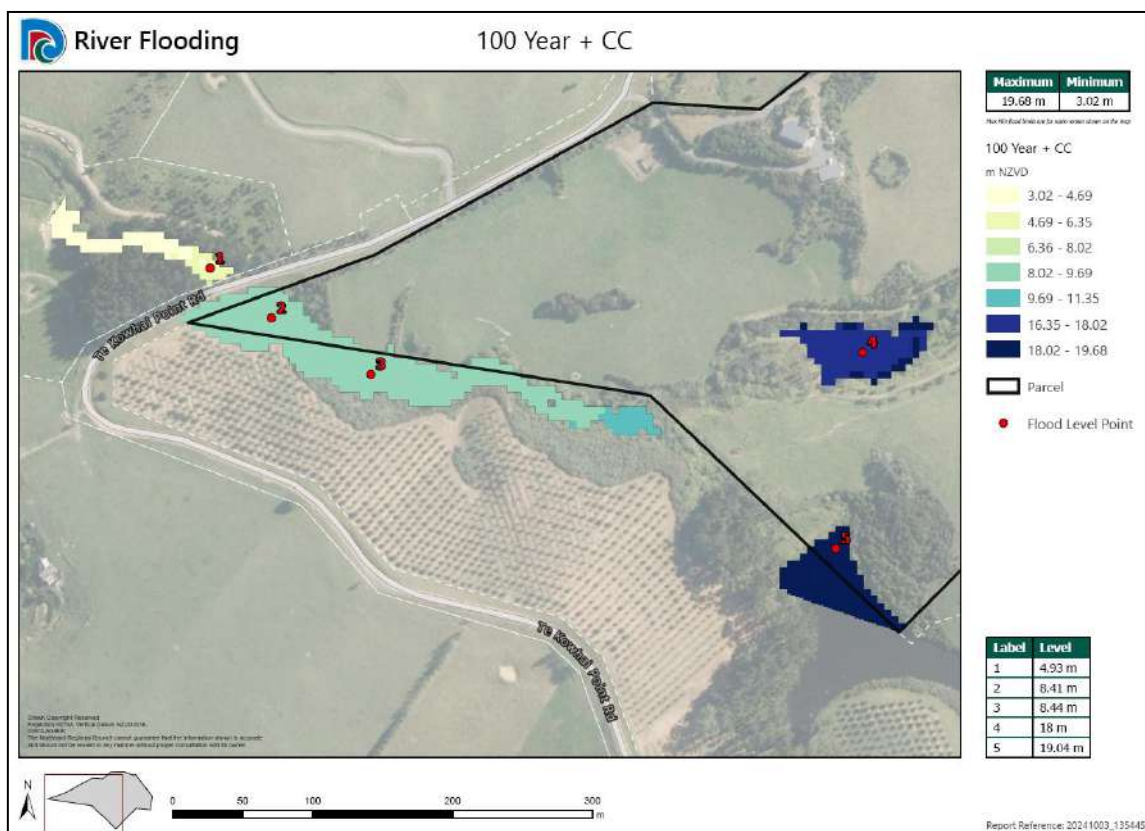 River Flooding
100 Year + CC
Maximum Minimum
19.68 m 3.02 m
100 Year + CC
m NZVD
3.02 - 4.69
4.69 - 6.35
6.36 - 8.02
8.02 - 9.69
9.69 - 11.35
16.35 - 18.02
18.02 - 19.68
Parcel
Flood Level Point
1
Te Kowhai Point Rd
2
3
4
5
Te Kowhai Point Rd
Label Level
1 4.93 m
2 8.41 m
3 8.44 m
4 18 m
5 19.04 m
N
0 50 100 200 300
m
Report Reference: 20241003_135445